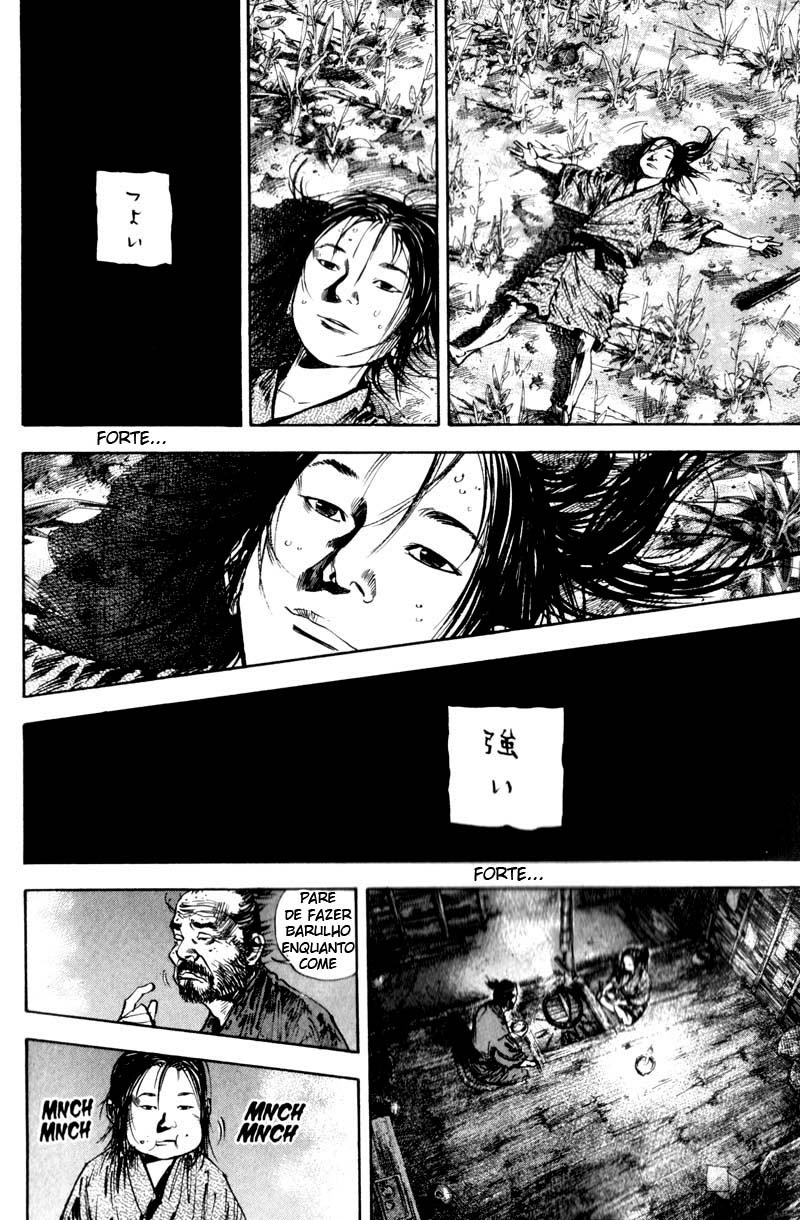 つよい
FORTE...
強い
FORTE...
PARE
DE FAZER
BARULHO
ENQUANTO
COME
MNCH
MNCH
MNCH
MNCH